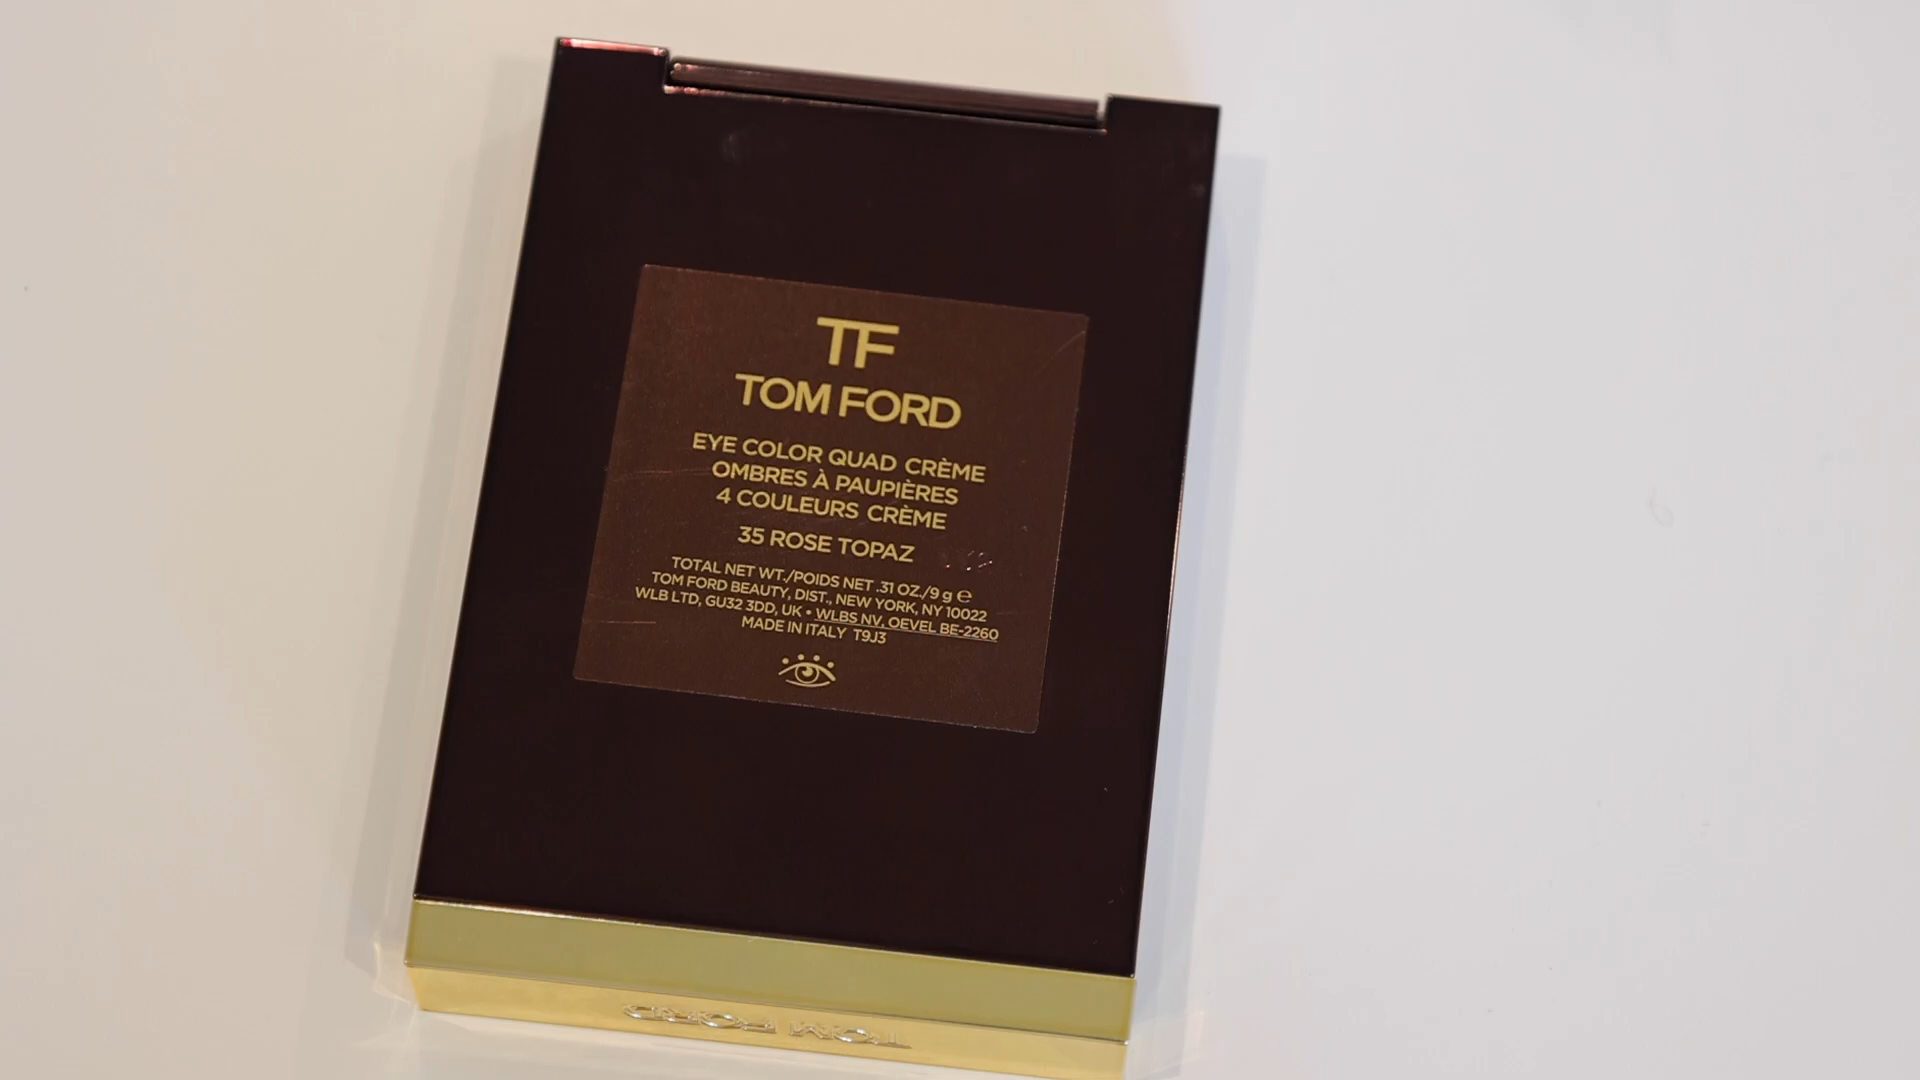 TF
TOM FORD
EYE COLOR QUAD CRÈME
OMBRES À PAUPIÈRES
4 COULEURS CRÈME
35 ROSE TOPAZ
TOTAL NET WT./POIDS NET .31 OZ./9 g ℮
TOM FORD BEAUTY, DIST., NEW YORK, NY 10022
WLB LTD, GU32 3DD, UK • WLBS NV, OEVEL BE-2260
MADE IN ITALY T9J3
TOM FORD